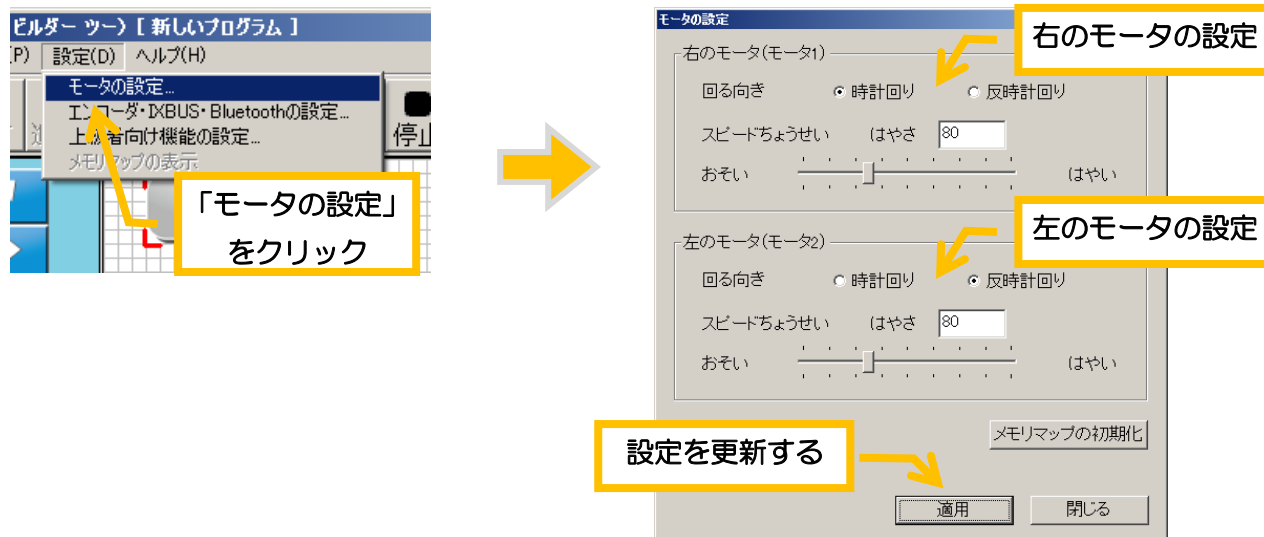 ビルダー ツー〉 [ 新しいプログラム ]
P) 設定(D) ヘルプ(H)
モータの設定...
エンコーダ・IXBUS・Bluetoothの設定...
上級者向け機能の設定...
メモリマップの表示
停止
「モータの設定」
をクリック
モータの設定
右のモータの設定
右のモータ(モータ1)
回る向き 時計回り 反時計回り
スピードちょうせい はやさ 80
おそい はやい
左のモータの設定
左のモータ(モータ2)
回る向き 時計回り 反時計回り
スピードちょうせい はやさ 80
おそい はやい
メモリマップの初期化
設定を更新する
適用 閉じる